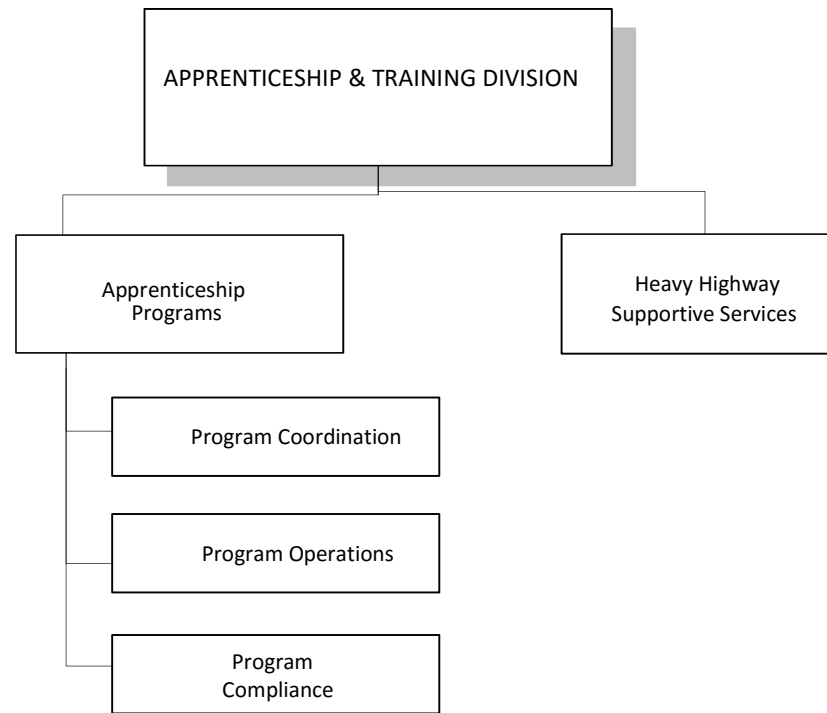 APPRENTICESHIP & TRAINING DIVISION
Apprenticeship
Programs
Heavy Highway
Supportive Services
Program Coordination
Program Operations
Program
Compliance